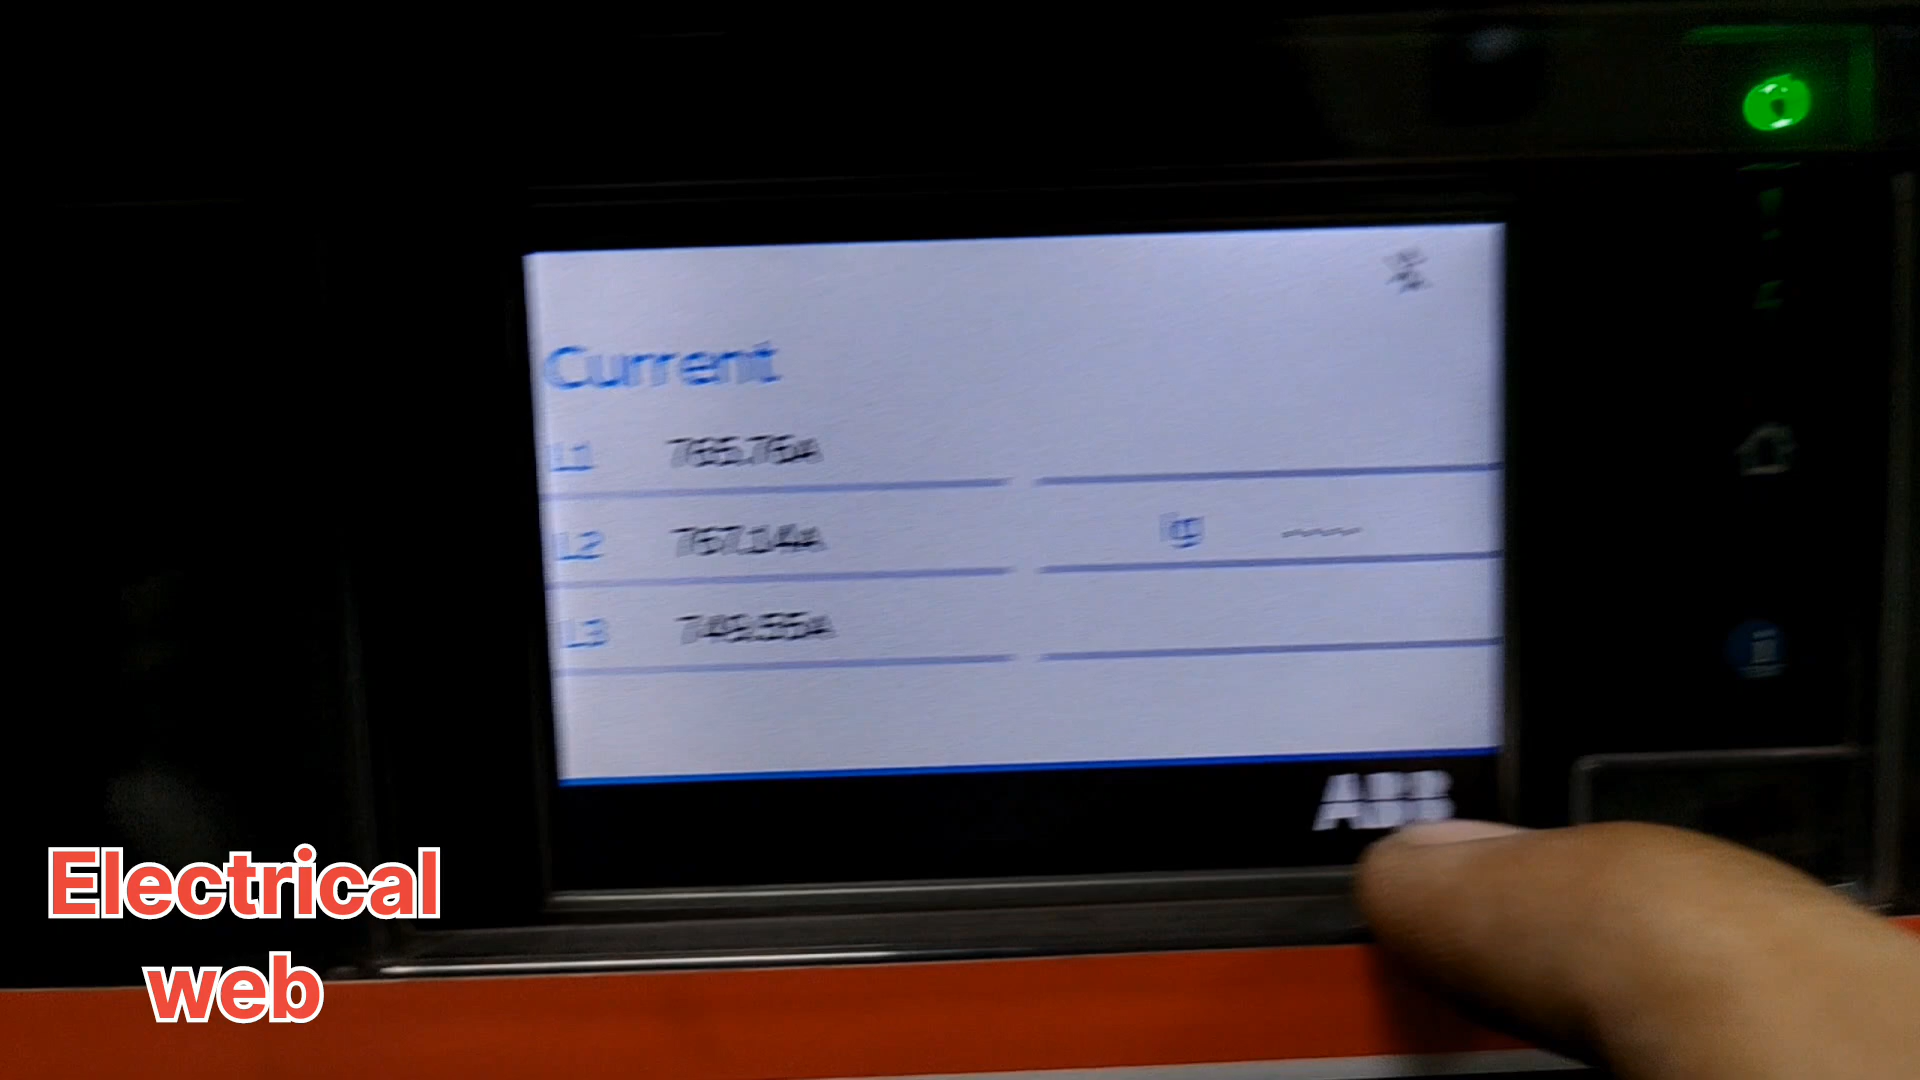 Current
L1 765.76A
L2 767.14A
Ig ----
L3 749.55A
ABB
Electrical
web